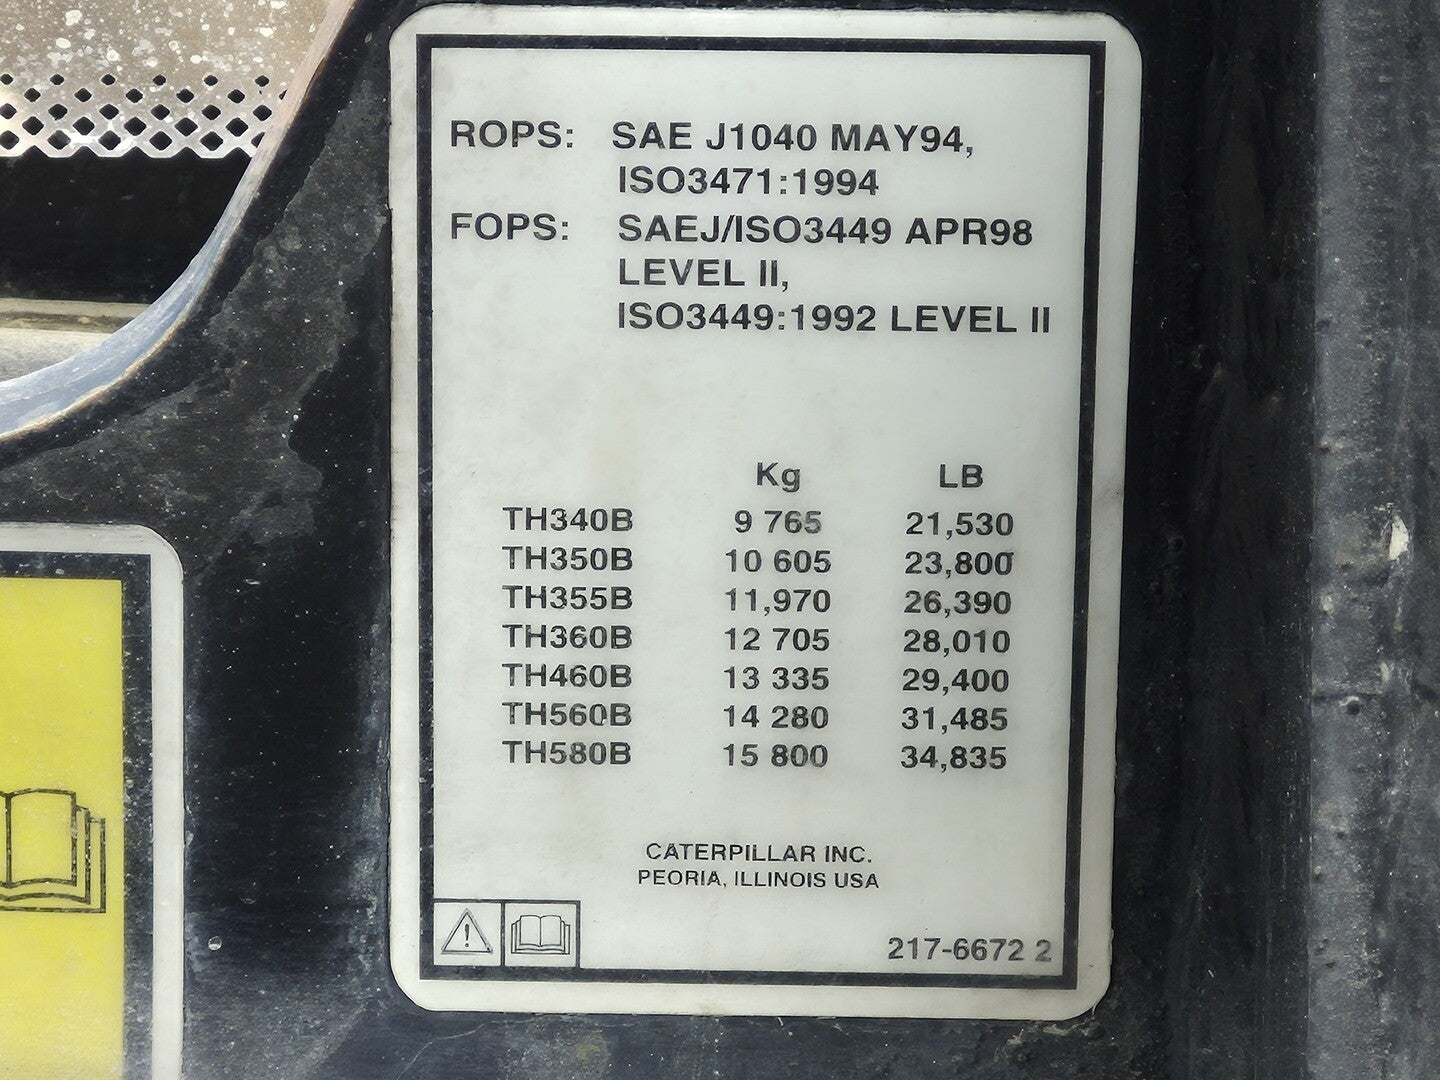 ROPS: SAE J1040 MAY94,
ISO3471:1994
FOPS: SAEJ/ISO3449 APR98
LEVEL II,
ISO3449:1992 LEVEL II
Kg LB
TH340B 9 765 21,530
TH350B 10 605 23,800
TH355B 11,970 26,390
TH360B 12 705 28,010
TH460B 13 335 29,400
TH560B 14 280 31,485
TH580B 15 800 34,835
CATERPILLAR INC.
PEORIA, ILLINOIS USA
217-6672 2